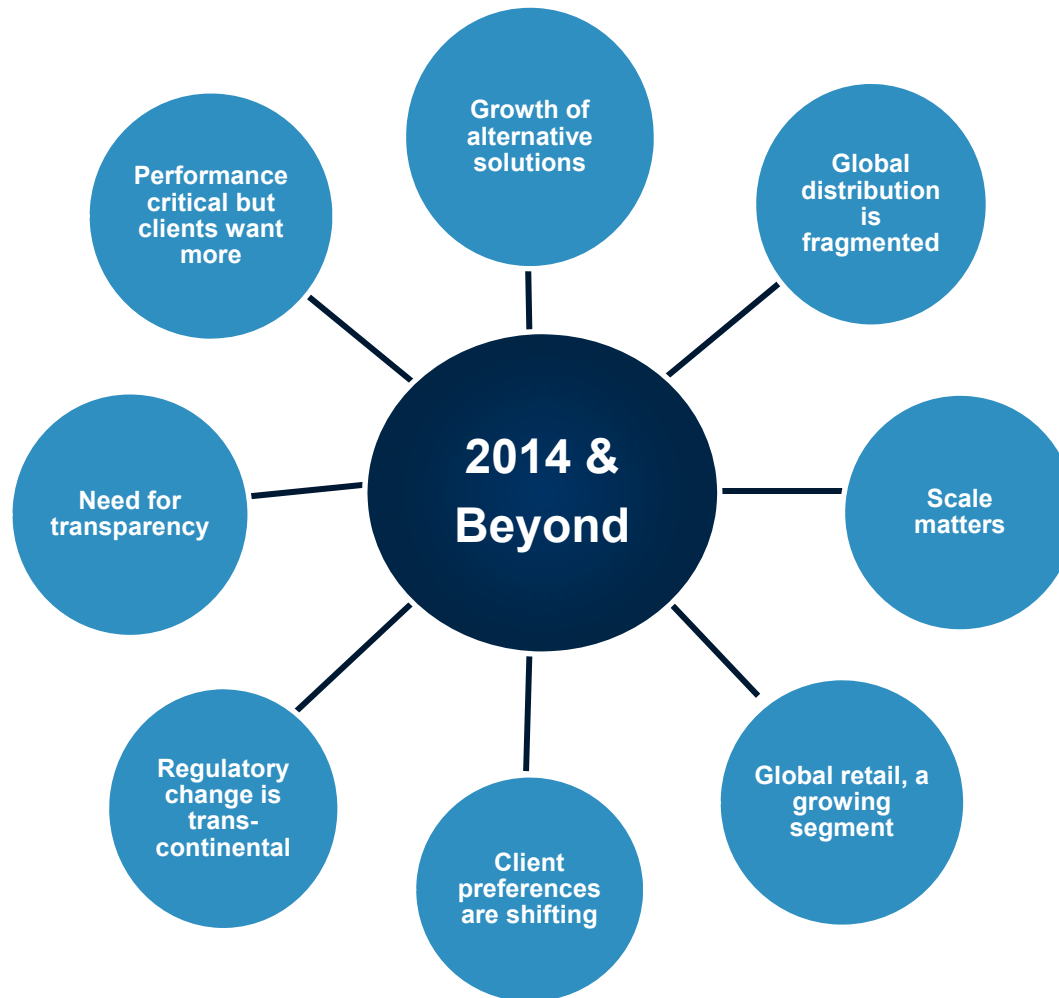 Growth of
alternative
solutions
Global
distribution
is
fragmented
Scale
matters
Global retail, a
growing
segment
Client
preferences
are shifting
Regulatory
change is
trans-
continental
Need for
transparency
Performance
critical but
clients want
more
2014 &
Beyond